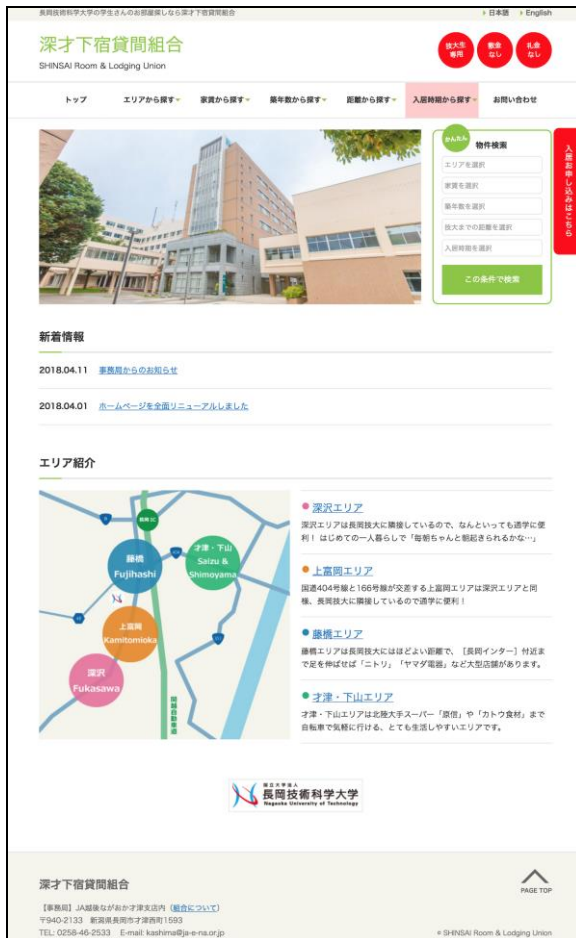 長岡技術科学大学の学生さんのお部屋探しなら深才下宿貸間組合
日本語
English
深才下宿貸間組合
SHINSAI Room & Lodging Union
技大生
専用
敷金
なし
礼金
なし
トップ
エリアから探す
家賃から探す
築年数から探す
距離から探す
入居時期から探す
お問い合わせ
かんたん
物件検索
エリアを選択
家賃を選択
築年数を選択
技大までの距離を選択
入居時期を選択
この条件で検索
入居お申し込みはこちら
新着情報
2018.04.11 事務局からのお知らせ
2018.04.01 ホームページを全面リニューアルしました
エリア紹介
藤橋
Fujihashi
才津・下山
Saizu &
Shimoyama
上富岡
Kamitomioka
深沢
Fukasawa
関越自動車道
深沢エリア
深沢エリアは長岡技大に隣接しているので、なんといっても通学に便
利！ はじめての一人暮らしで「毎朝ちゃんと朝起きられるかな…」
上富岡エリア
国道404号線と166号線が交差する上富岡エリアは深沢エリアと同
様、長岡技大に隣接しているので通学に便利！
藤橋エリア
藤橋エリアは長岡技大にはほどよい距離で、［長岡インター］付近ま
で足を伸ばせば「ニトリ」「ヤマダ電器」など大型店舗があります。
才津・下山エリア
才津・下山エリアは北陸大手スーパー「原信」や「カトウ食材」まで
自転車で気軽に行ける、とても生活しやすいエリアです。
国立大学法人
長岡技術科学大学
Nagaoka University of Technology
深才下宿貸間組合
PAGE TOP
【事務局】JA越後ながおか才津支店内（組合について）
〒940-2133 新潟県長岡市才津西町1593
TEL: 0258-46-2533 E-mail: kashima@ja-e-na.or.jp
© SHINSAI Room & Lodging Union